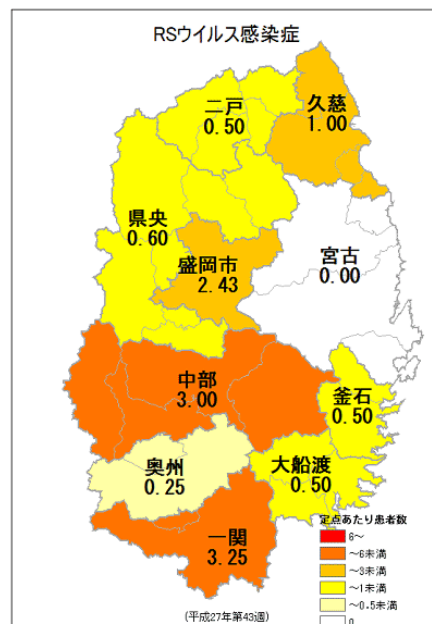 RSウイルス感染症
二戸
0.50
久慈
1.00
県央
0.60
盛岡市
2.43
宮古
0.00
中部
3.00
釜石
0.50
奥州
0.25
大船渡
0.50
一関
3.25
定点あたり患者数
6～
～6未満
～3未満
～1未満
～0.5未満
0
(平成27年第43週)